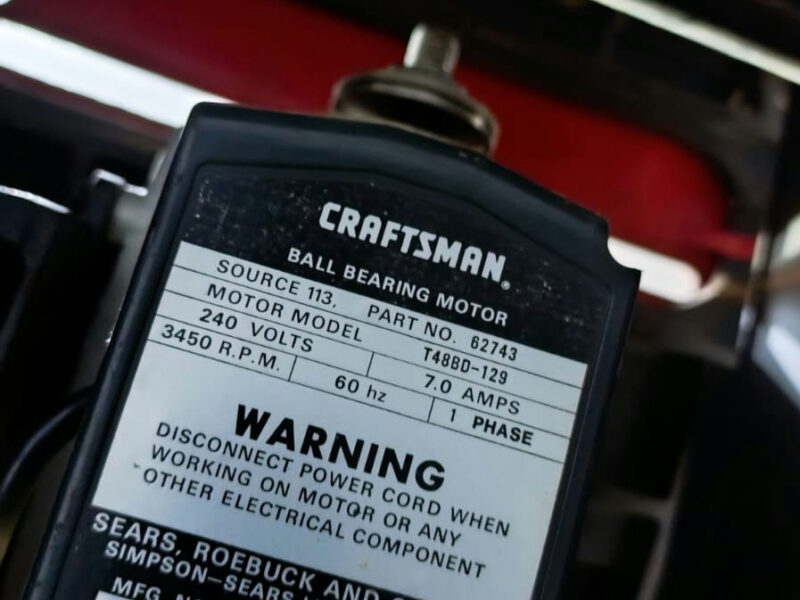 CRAFTSMAN®
BALL BEARING MOTOR
SOURCE 113, PART NO. 62743
MOTOR MODEL T48BD-129
240 VOLTS 7.0 AMPS
3450 R.P.M. 60 hz 1 PHASE
WARNING
DISCONNECT POWER CORD WHEN
WORKING ON MOTOR OR ANY
OTHER ELECTRICAL COMPONENT
SEARS, ROEBUCK AND
SIMPSON–SEARS
MFG.